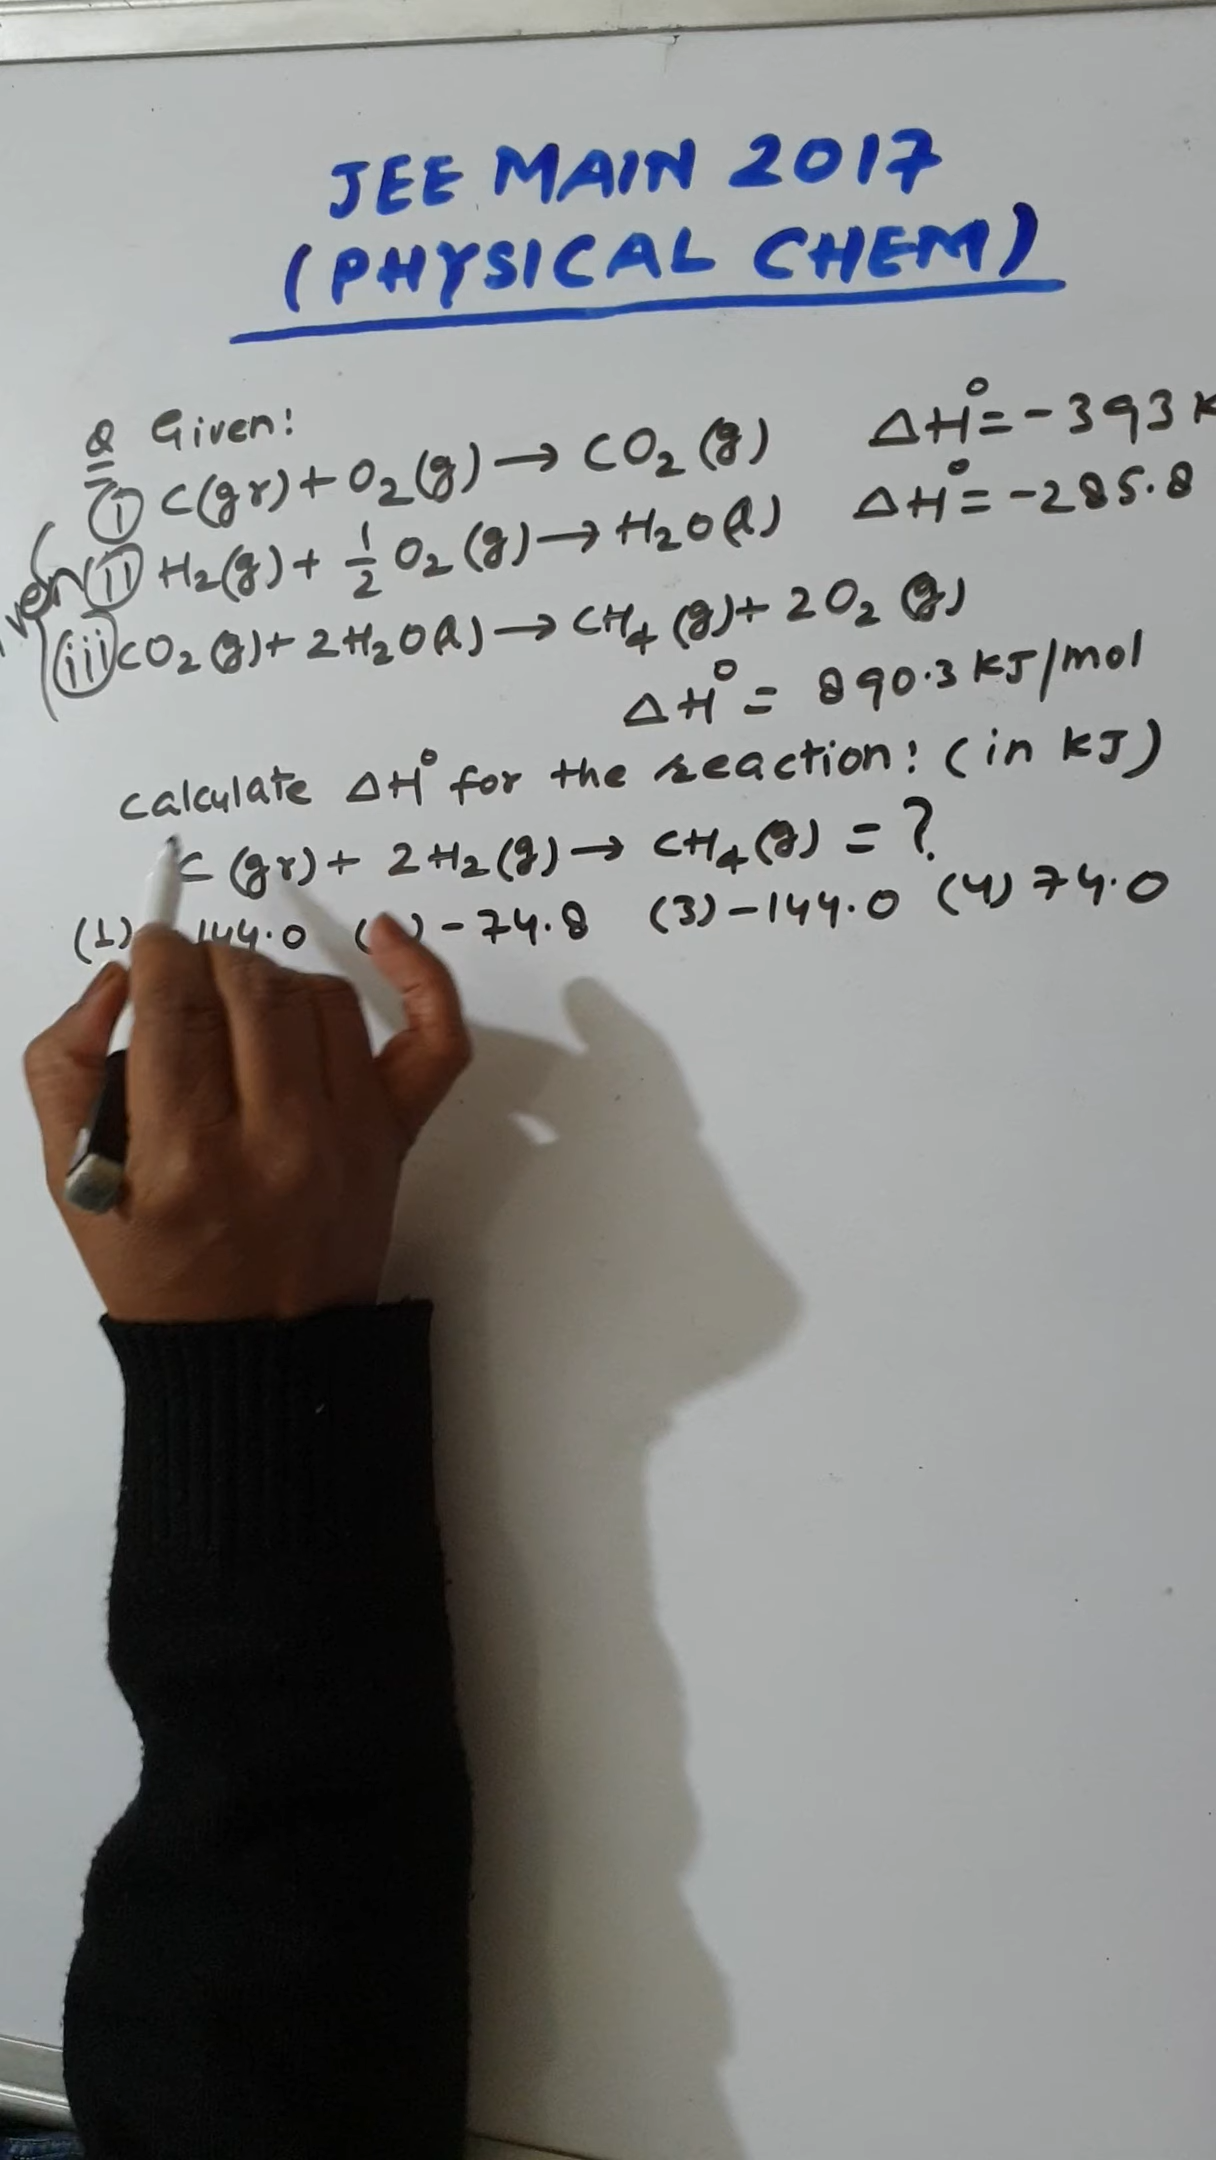 JEE MAIN 2017
(PHYSICAL CHEM)
Q Given:
(i) C(gr) + O₂(g) → CO₂(g) ΔH° = -393 K
(ii) H₂(g) + 1/2 O₂(g) → H₂O(l) ΔH° = -285.8
(iii) CO₂(g) + 2H₂O(l) → CH₄(g) + 2O₂(g)
ΔH° = 890.3 KJ/mol
calculate ΔH° for the reaction: (in KJ)
C(gr) + 2H₂(g) → CH₄(g) = ?
(1) 144.0 ( ) -74.8 (3) -144.0 (4) 74.0